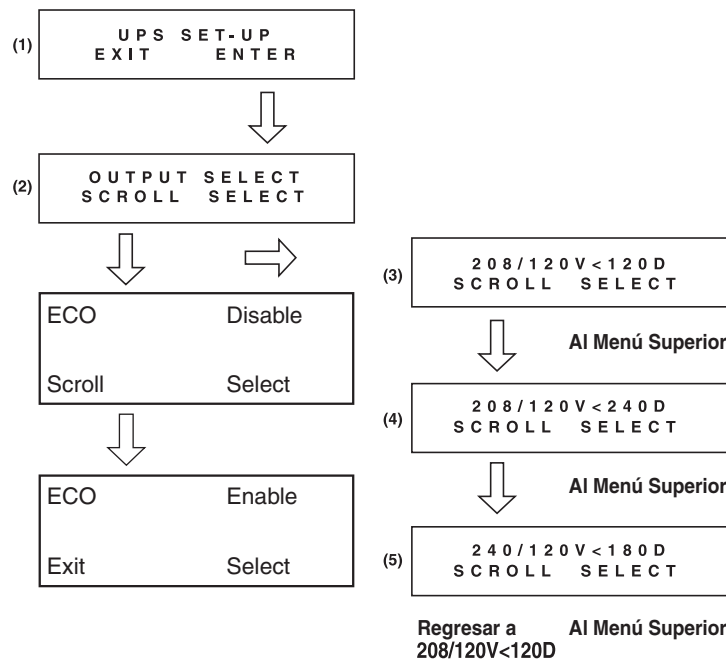 (1)
UPS SET-UP
EXIT ENTER
(2)
OUTPUT SELECT
SCROLL SELECT
ECO Disable
Scroll Select
ECO Enable
Exit Select
(3)
208/120V<120D
SCROLL SELECT
Al Menú Superior
(4)
208/120V<240D
SCROLL SELECT
Al Menú Superior
(5)
240/120V<180D
SCROLL SELECT
Regresar a Al Menú Superior
208/120V<120D